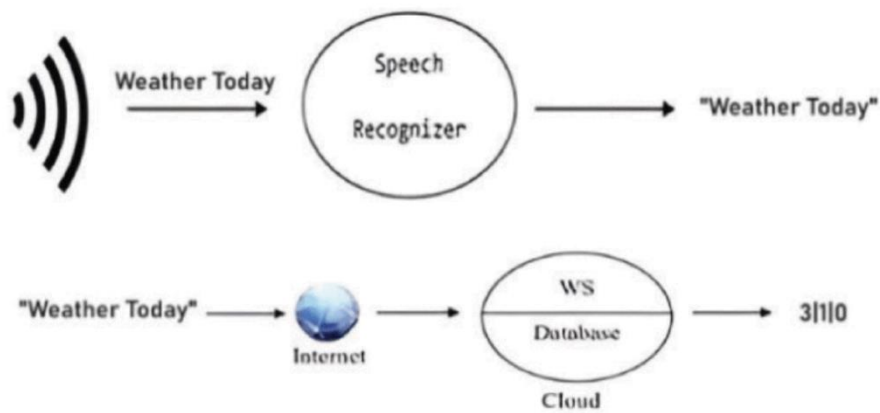 Weather Today
Speech
Recognizer
"Weather Today"
"Weather Today"
Internet
WS
Database
Cloud
3|1|0